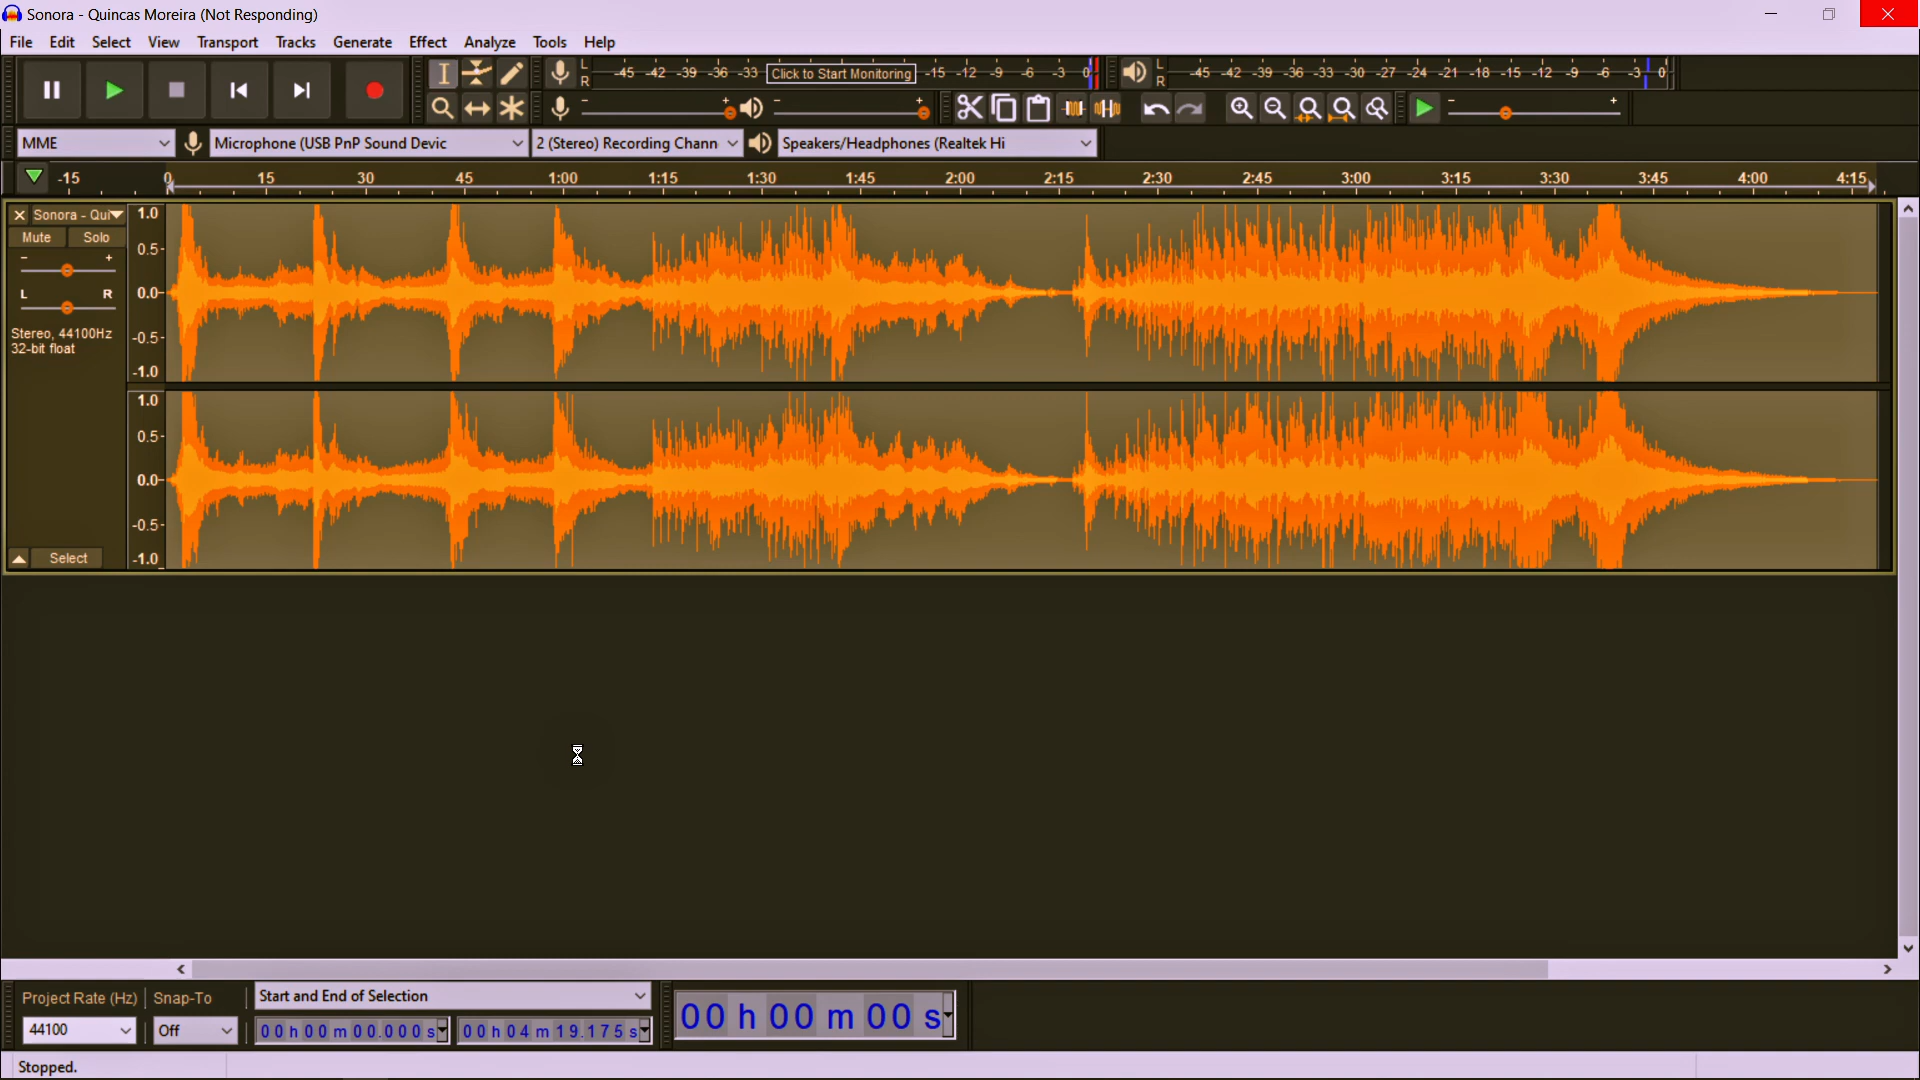 Sonora - Quincas Moreira (Not Responding)
File Edit Select View Transport Tracks Generate Effect Analyze Tools Help
L R -45 -42 -39 -36 -33 Click to Start Monitoring -15 -12 -9 -6 -3 0 L R -45 -42 -39 -36 -33 -30 -27 -24 -21 -18 -15 -12 -9 -6 -3 0
- + - + - +
MME Microphone (USB PnP Sound Devic 2 (Stereo) Recording Chann Speakers/Headphones (Realtek Hi
-15 0 15 30 45 1:00 1:15 1:30 1:45 2:00 2:15 2:30 2:45 3:00 3:15 3:30 3:45 4:00 4:15
Sonora - Qui 1.0
Mute Solo 0.5
- +
L R 0.0
Stereo, 44100Hz -0.5
32-bit float
-1.0
1.0
0.5
0.0
-0.5
Select -1.0
Project Rate (Hz) Snap-To Start and End of Selection
44100 Off 00 h 00 m 00.000 s 00 h 04 m 19.175 s 00 h 00 m 00 s
Stopped.